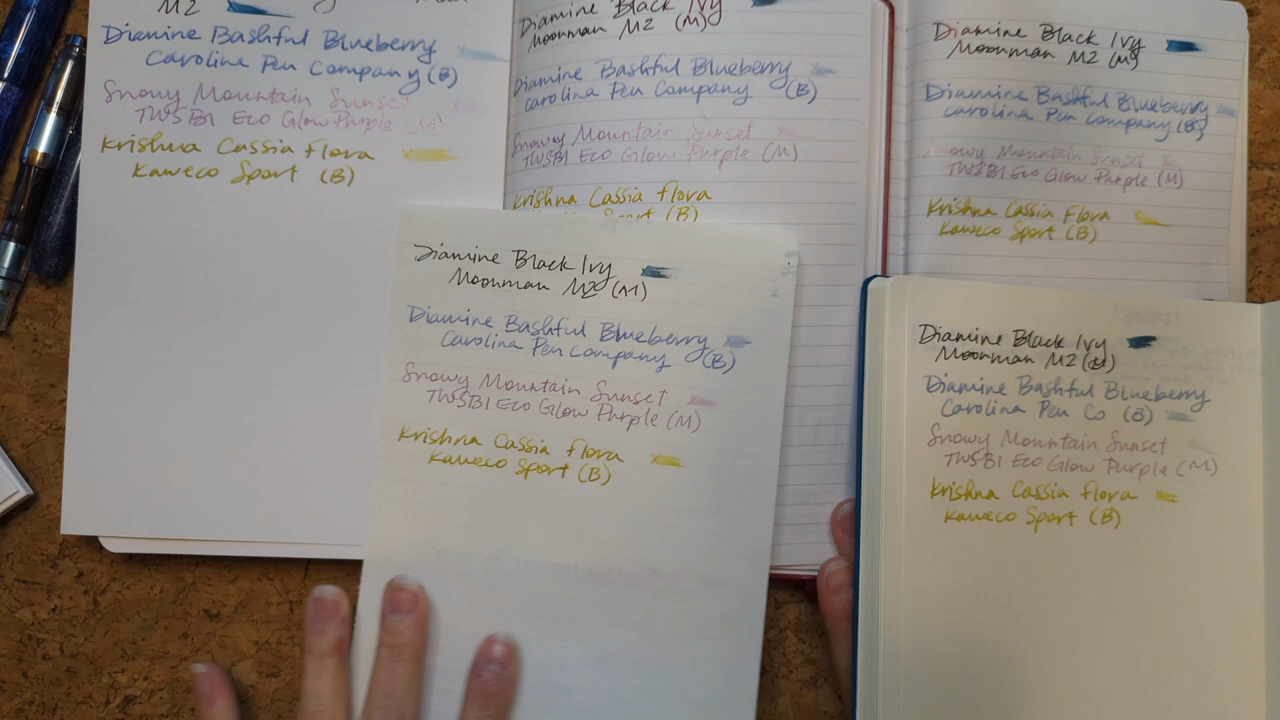 M2
Diamine Bashful Blueberry
Carolina Pen Company (B)
Snowy Mountain Sunset
TWSBI Eco Glow Purple (M)
Krishna Cassia Flora
Kaweco Sport (B)
Diamine Black Ivy
Moonman M2 (M)
Diamine Bashful Blueberry
Carolina Pen Company (B)
Snowy Mountain Sunset
TWSBI Eco Glow Purple (M)
Krishna Cassia flora
Sport (B)
Diamine Black Ivy
Moonman M2 (M)
Diamine Bashful Blueberry
Carolina Pen Company (B)
Snowy Mountain Sunset
TWSBI Eco Glow Purple (M)
Krishna Cassia Flora
Kaweco Sport (B)
Diamine Black Ivy
Moonman M2 (M)
Diamine Bashful Blueberry
Carolina Pen Company (B)
Snowy Mountain Sunset
TWSBI Eco Glow Purple (M)
Krishna Cassia flora
Kaweco Sport (B)
Diamine Black Ivy
Moonman M2 (M)
Diamine Bashful Blueberry
Carolina Pen Co (B)
Snowy Mountain Sunset
TWSBI Eco Glow Purple (M)
Krishna Cassia flora
Kaweco Sport (B)